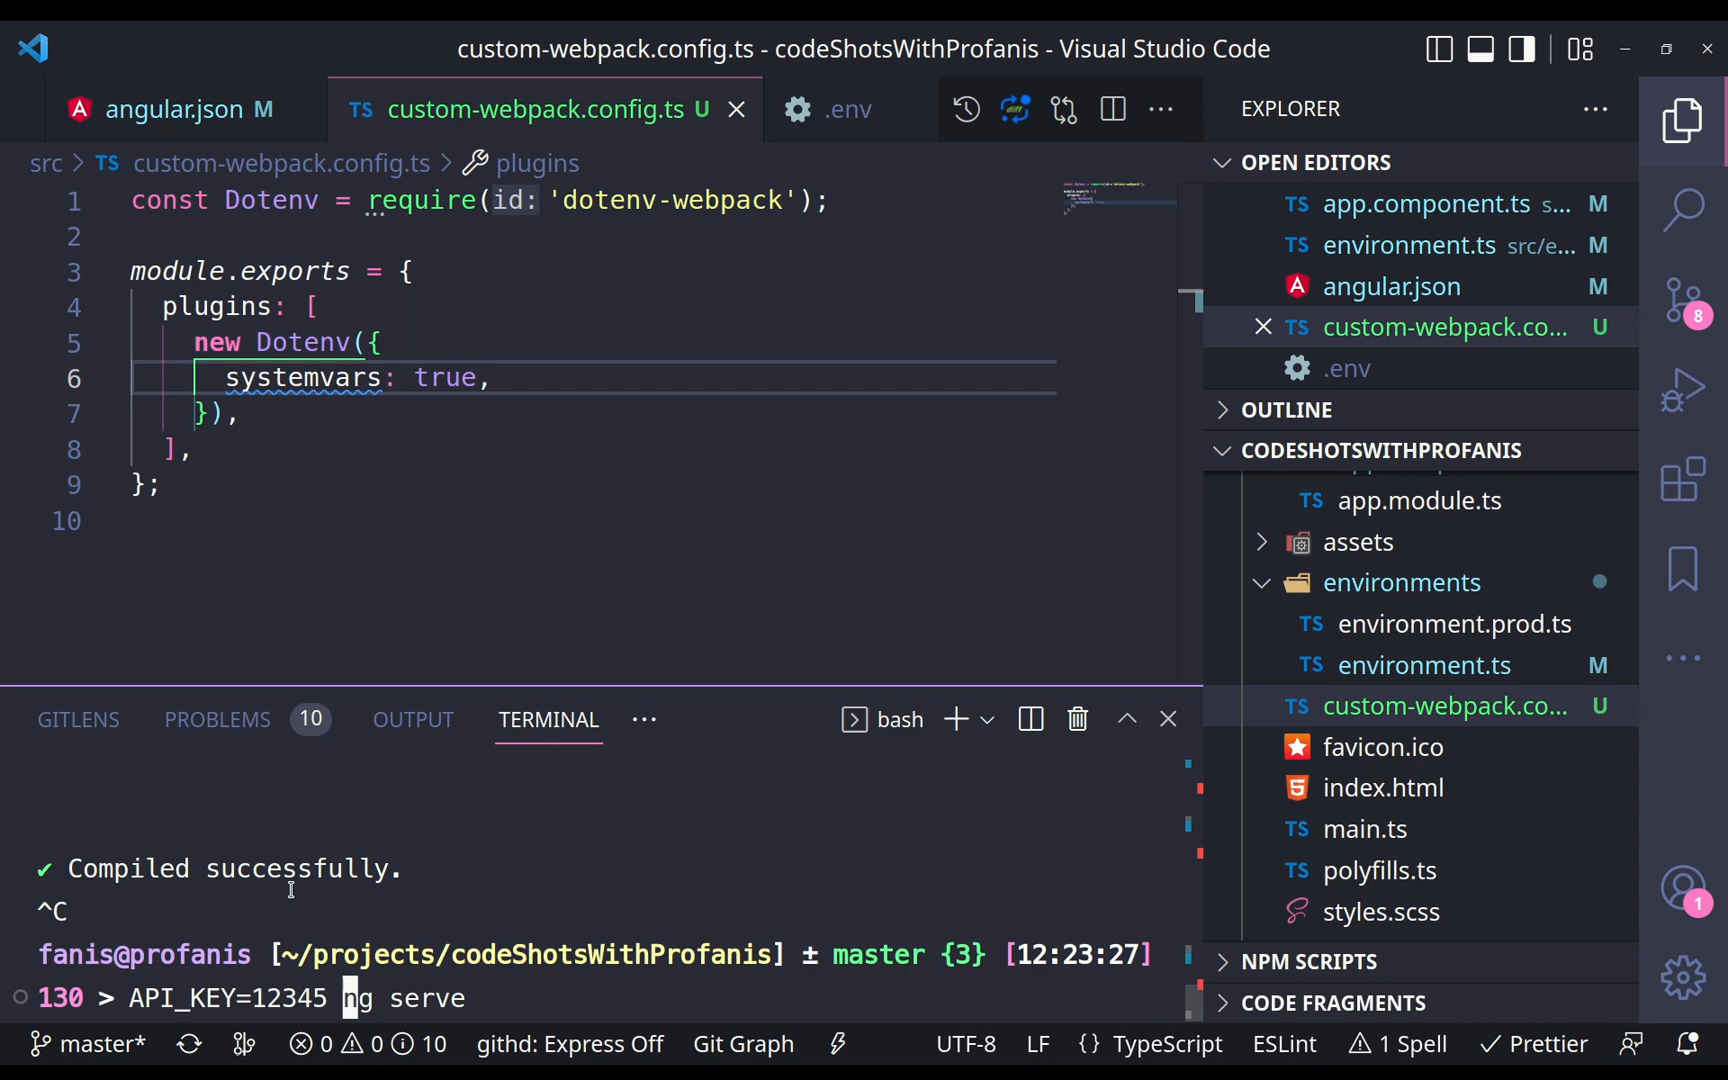 custom-webpack.config.ts - codeShotsWithProfanis - Visual Studio Code
angular.json M
TS custom-webpack.config.ts U
.env
src > TS custom-webpack.config.ts > plugins
1 const Dotenv = require(id: 'dotenv-webpack');
2
3 module.exports = {
4 plugins: [
5 new Dotenv({
6 systemvars: true,
7 }),
8 ],
9 };
10
GITLENS PROBLEMS 10 OUTPUT TERMINAL ··· bash
✔ Compiled successfully.
^C
fanis@profanis [~/projects/codeShotsWithProfanis] ± master {3} [12:23:27]
130 > API_KEY=12345 ng serve
EXPLORER
OPEN EDITORS
TS app.component.ts s... M
TS environment.ts src/e... M
angular.json M
TS custom-webpack.co... U
.env
OUTLINE
CODESHOTSWITHPROFANIS
TS app.module.ts
assets
environments
TS environment.prod.ts
TS environment.ts M
TS custom-webpack.co... U
favicon.ico
index.html
TS main.ts
TS polyfills.ts
styles.scss
NPM SCRIPTS
CODE FRAGMENTS
8
1
master* 0 0 10 githd: Express Off Git Graph UTF-8 LF {} TypeScript ESLint 1 Spell Prettier